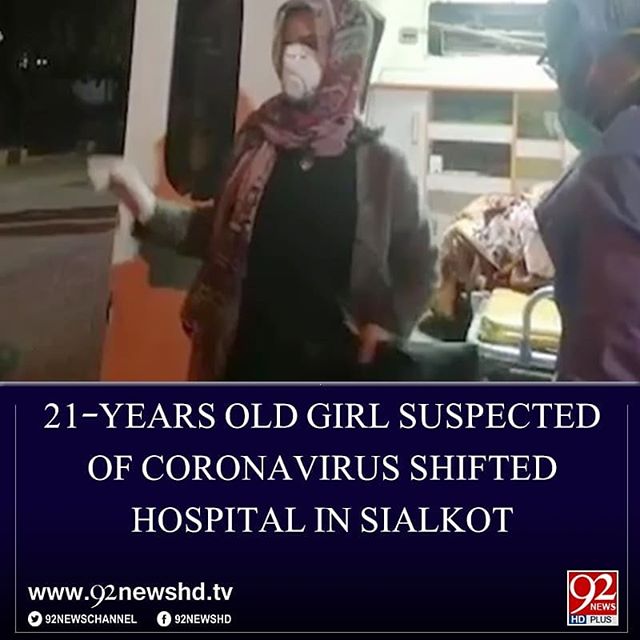 21-YEARS OLD GIRL SUSPECTED
OF CORONAVIRUS SHIFTED
HOSPITAL IN SIALKOT
www.92newshd.tv
92NEWSCHANNEL 92NEWSHD
92
NEWS
HD PLUS